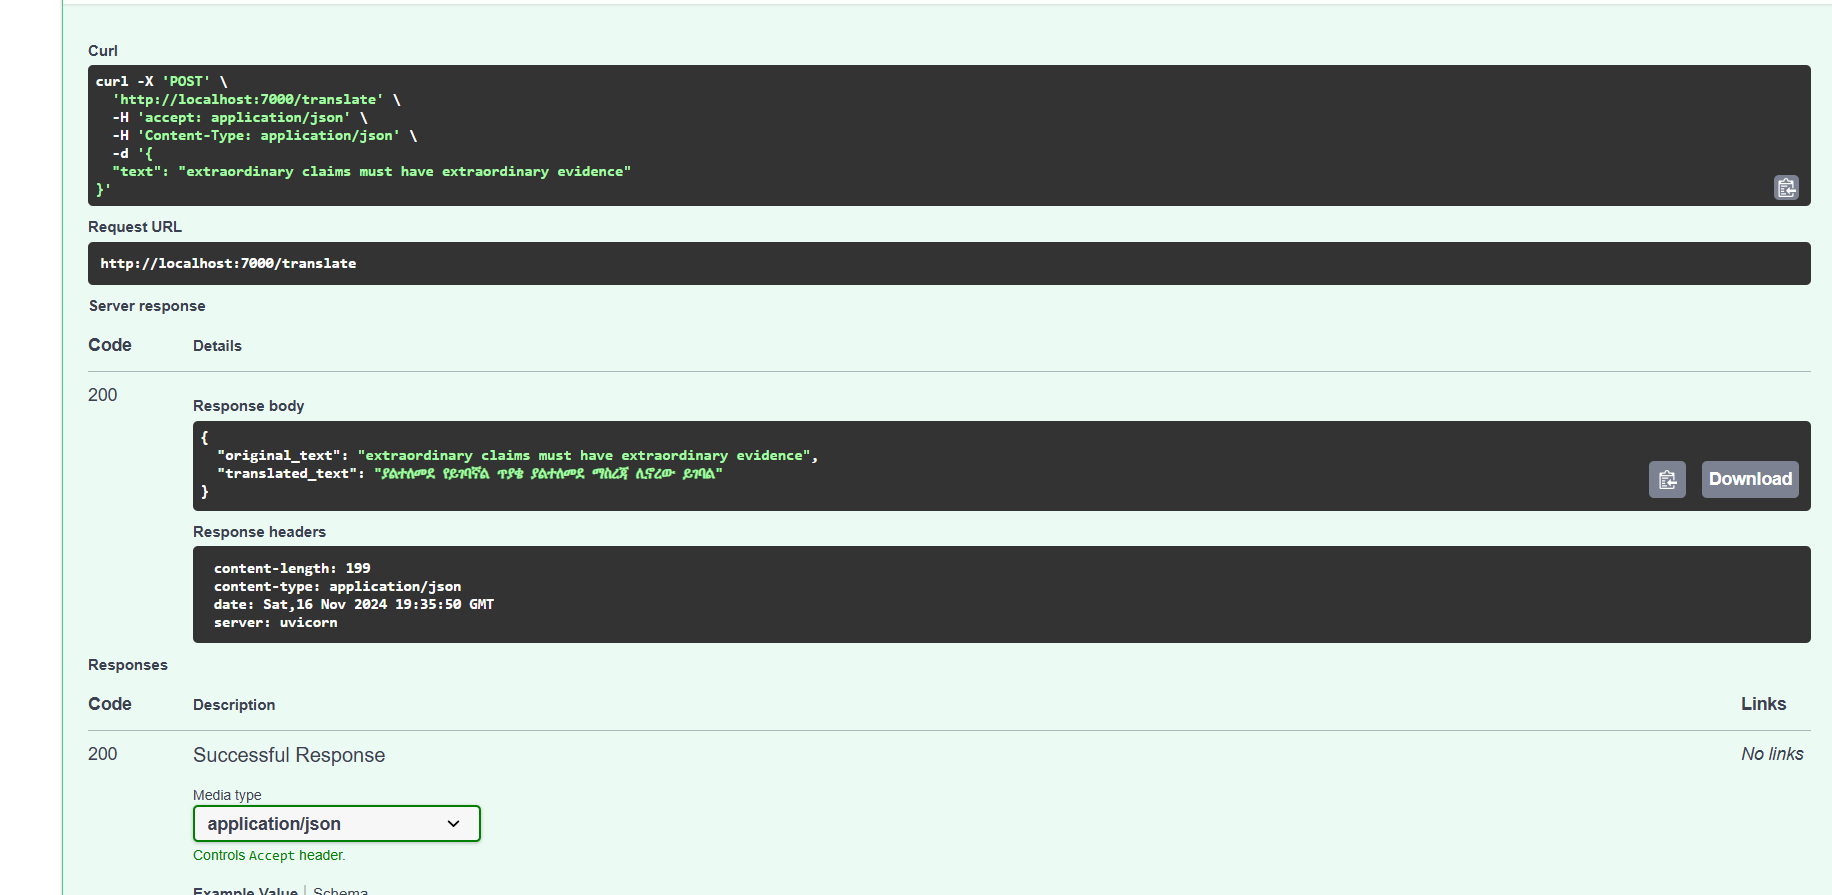 Curl
curl -X 'POST' \
'http://localhost:7000/translate' \
-H 'accept: application/json' \
-H 'Content-Type: application/json' \
-d '{
"text": "extraordinary claims must have extraordinary evidence"
}'
Request URL
http://localhost:7000/translate
Server response
Code Details
200
Response body
{
"original_text": "extraordinary claims must have extraordinary evidence",
"translated_text": "ያልተለመደ የይገባኛል ጥያቄ ያልተለመደ ማስረጃ ሊኖረው ይገባል"
}
Download
Response headers
content-length: 199
content-type: application/json
date: Sat,16 Nov 2024 19:35:50 GMT
server: uvicorn
Responses
Code Description Links
200 Successful Response No links
Media type
application/json
Controls Accept header.
Example Value | Schema